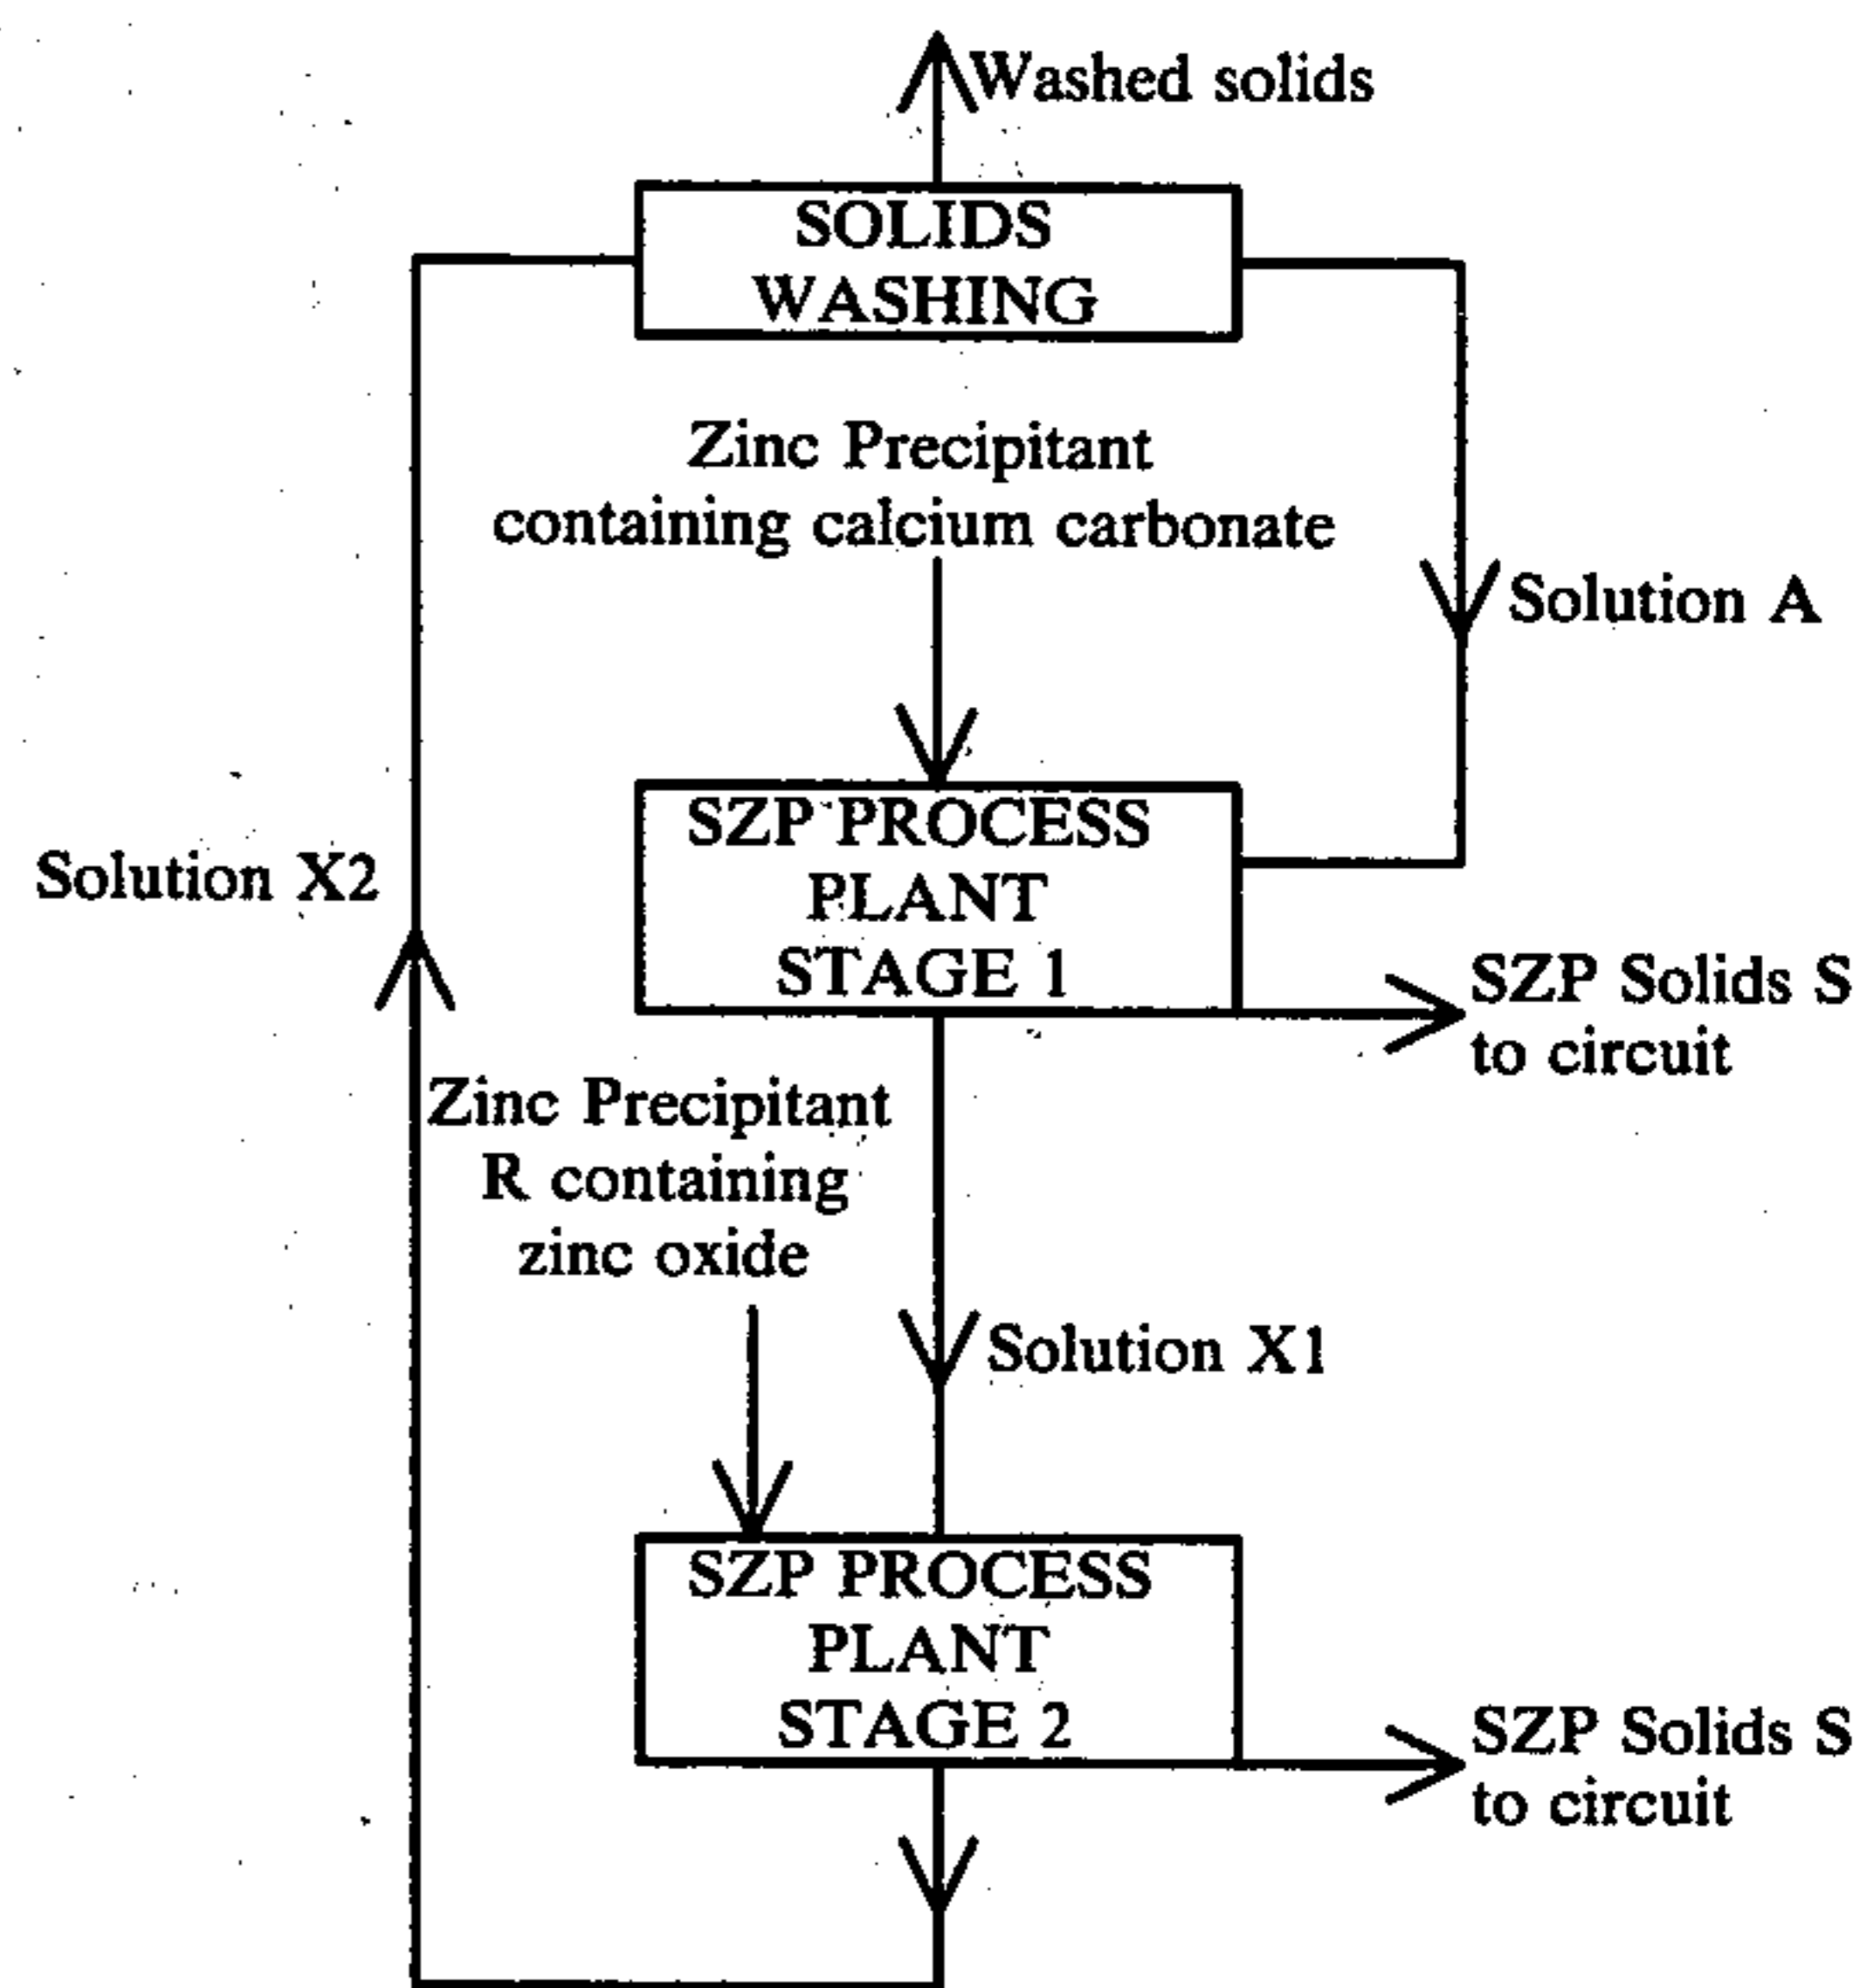 Washed solids
SOLIDS
WASHING
Zinc Precipitant
containing calcium carbonate
Solution A
SZP PROCESS
PLANT
STAGE 1
Solution X2
SZP Solids S
to circuit
Zinc Precipitant
R containing
zinc oxide
Solution X1
SZP PROCESS
PLANT
STAGE 2
SZP Solids S
to circuit